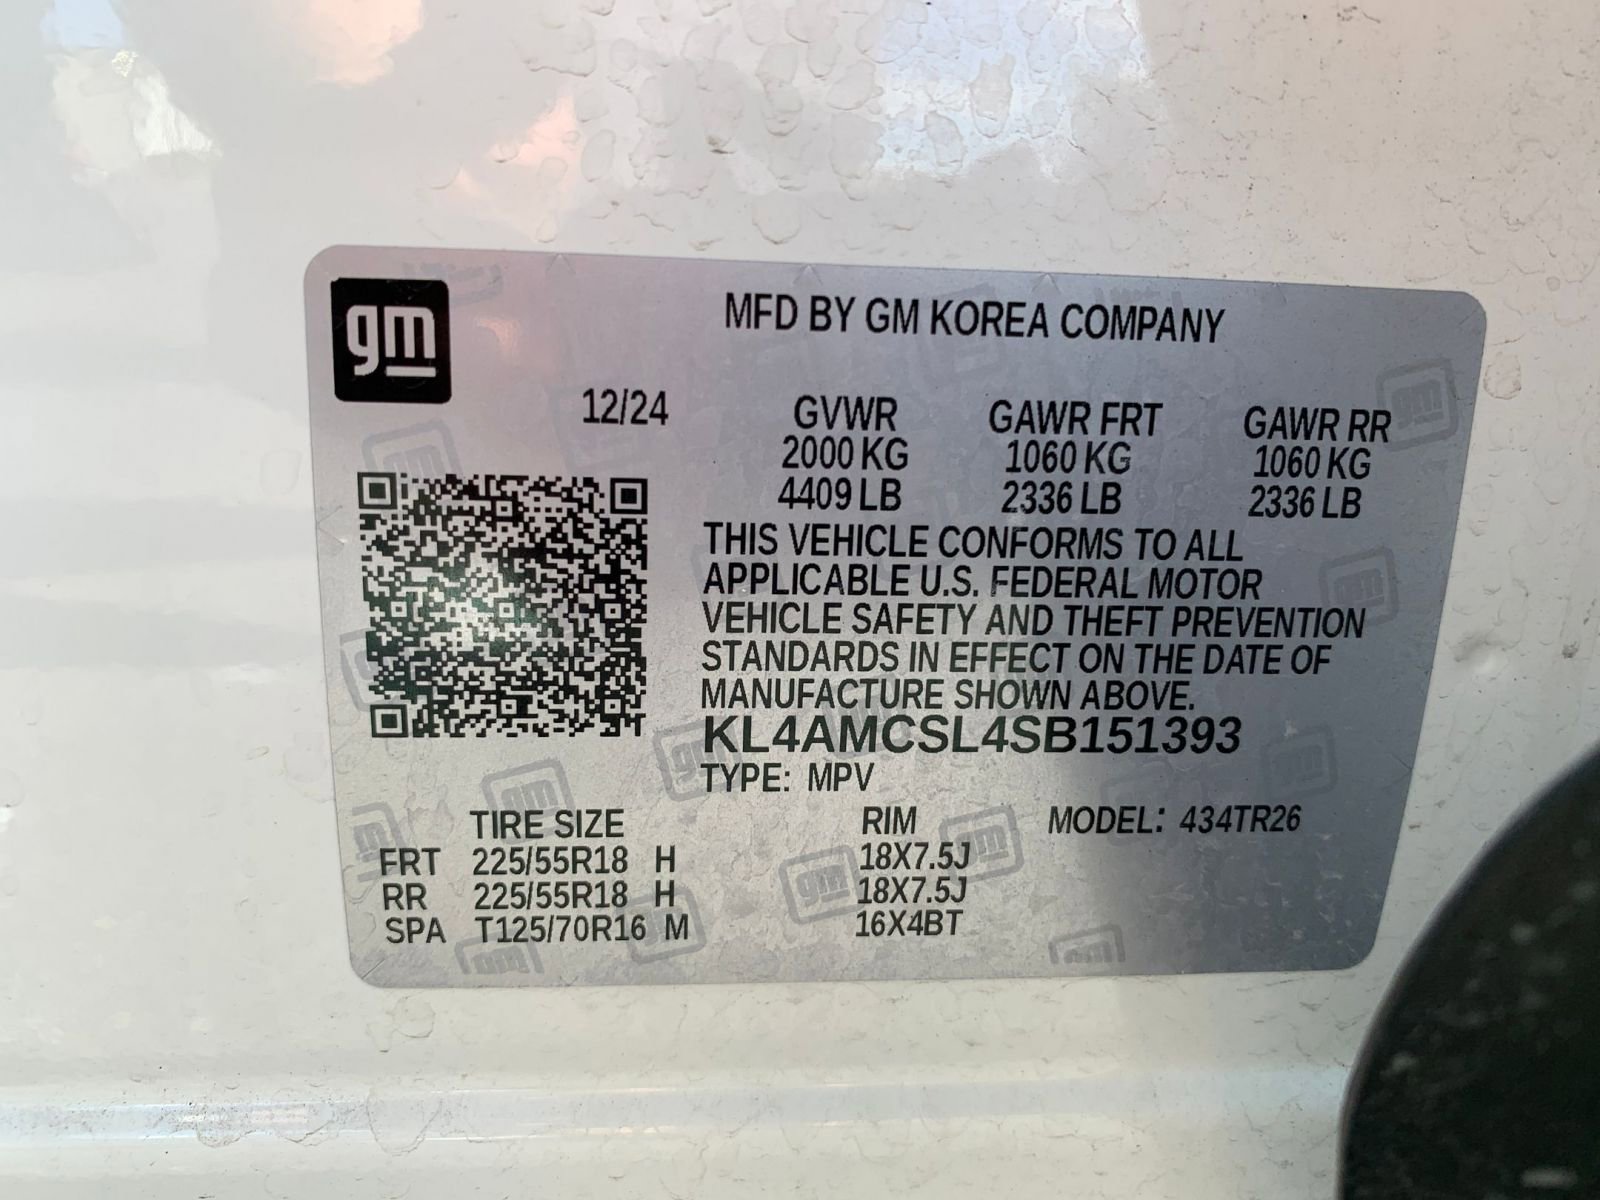 gm
MFD BY GM KOREA COMPANY
12/24 GVWR GAWR FRT GAWR RR
2000 KG 1060 KG 1060 KG
4409 LB 2336 LB 2336 LB
THIS VEHICLE CONFORMS TO ALL
APPLICABLE U.S. FEDERAL MOTOR
VEHICLE SAFETY AND THEFT PREVENTION
STANDARDS IN EFFECT ON THE DATE OF
MANUFACTURE SHOWN ABOVE.
KL4AMCSL4SB151393
TYPE: MPV
TIRE SIZE RIM MODEL: 434TR26
FRT 225/55R18 H 18X7.5J
RR 225/55R18 H 18X7.5J
SPA T125/70R16 M 16X4BT